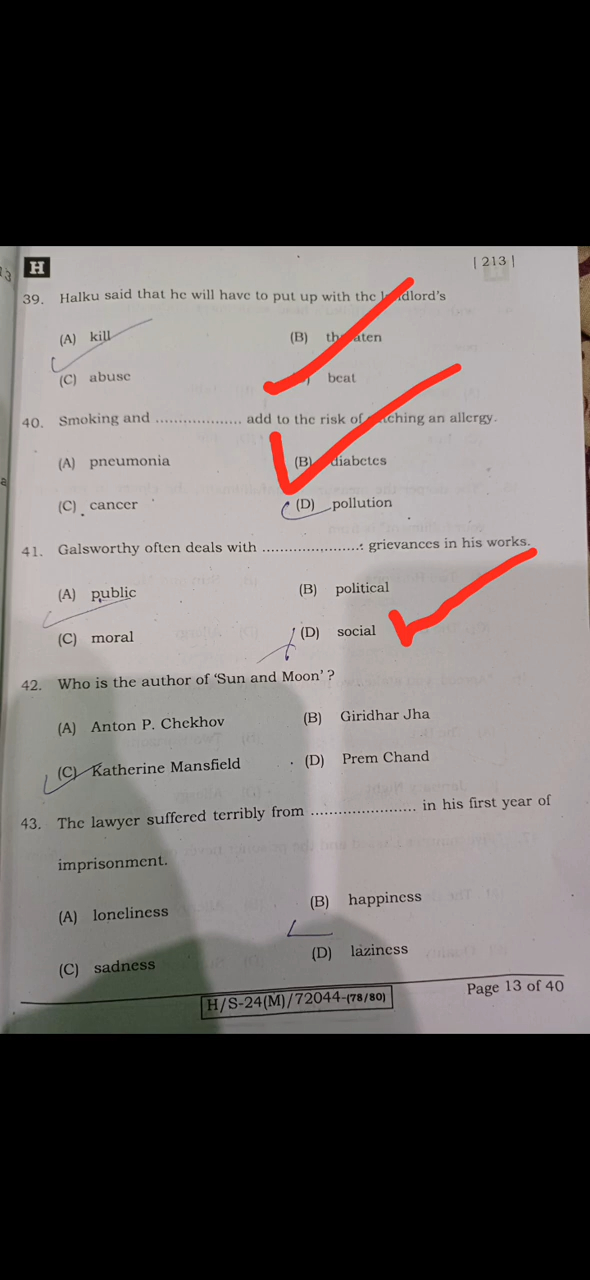 H
| 213 |
39. Halku said that he will have to put up with the landlord's
(A) kill
(B) threaten
(C) abuse
beat
40. Smoking and .................. add to the risk of catching an allergy.
(A) pneumonia
(B) diabetes
(C) cancer
(D) pollution
41. Galsworthy often deals with ...................... grievances in his works.
(A) public
(B) political
(C) moral
(D) social
42. Who is the author of 'Sun and Moon' ?
(A) Anton P. Chekhov
(B) Giridhar Jha
(C) Katherine Mansfield
(D) Prem Chand
43. The lawyer suffered terribly from ...................... in his first year of
imprisonment.
(A) loneliness
(B) happiness
(C) sadness
(D) laziness
H/S-24(M)/72044-(78/80)
Page 13 of 40